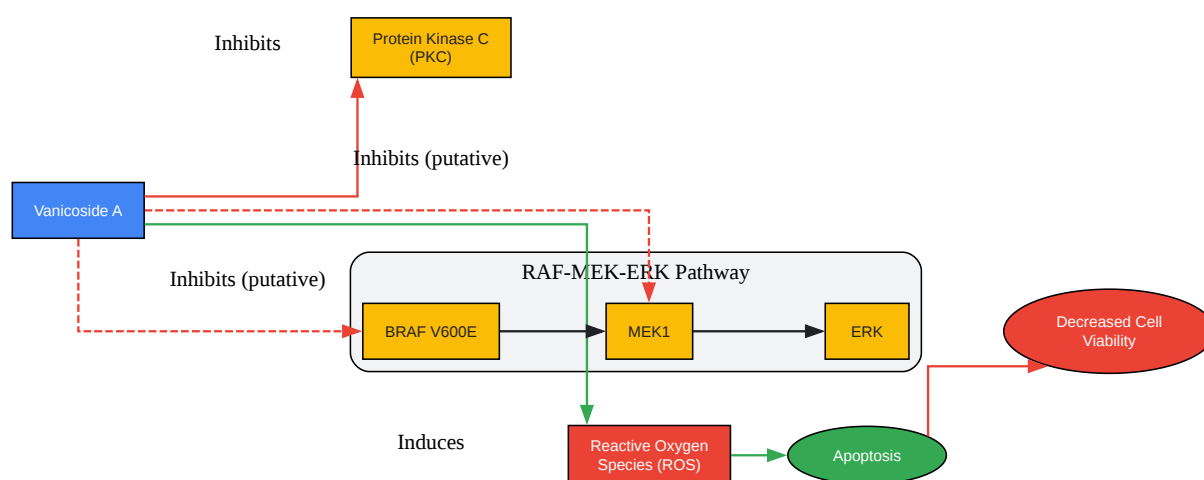 Protein Kinase C
(PKC)
Inhibits
Inhibits (putative)
Vanicoside A
Inhibits (putative)
RAF-MEK-ERK Pathway
BRAF V600E
MEK1
ERK
Decreased Cell
Viability
Induces
Reactive Oxygen
Species (ROS)
Apoptosis